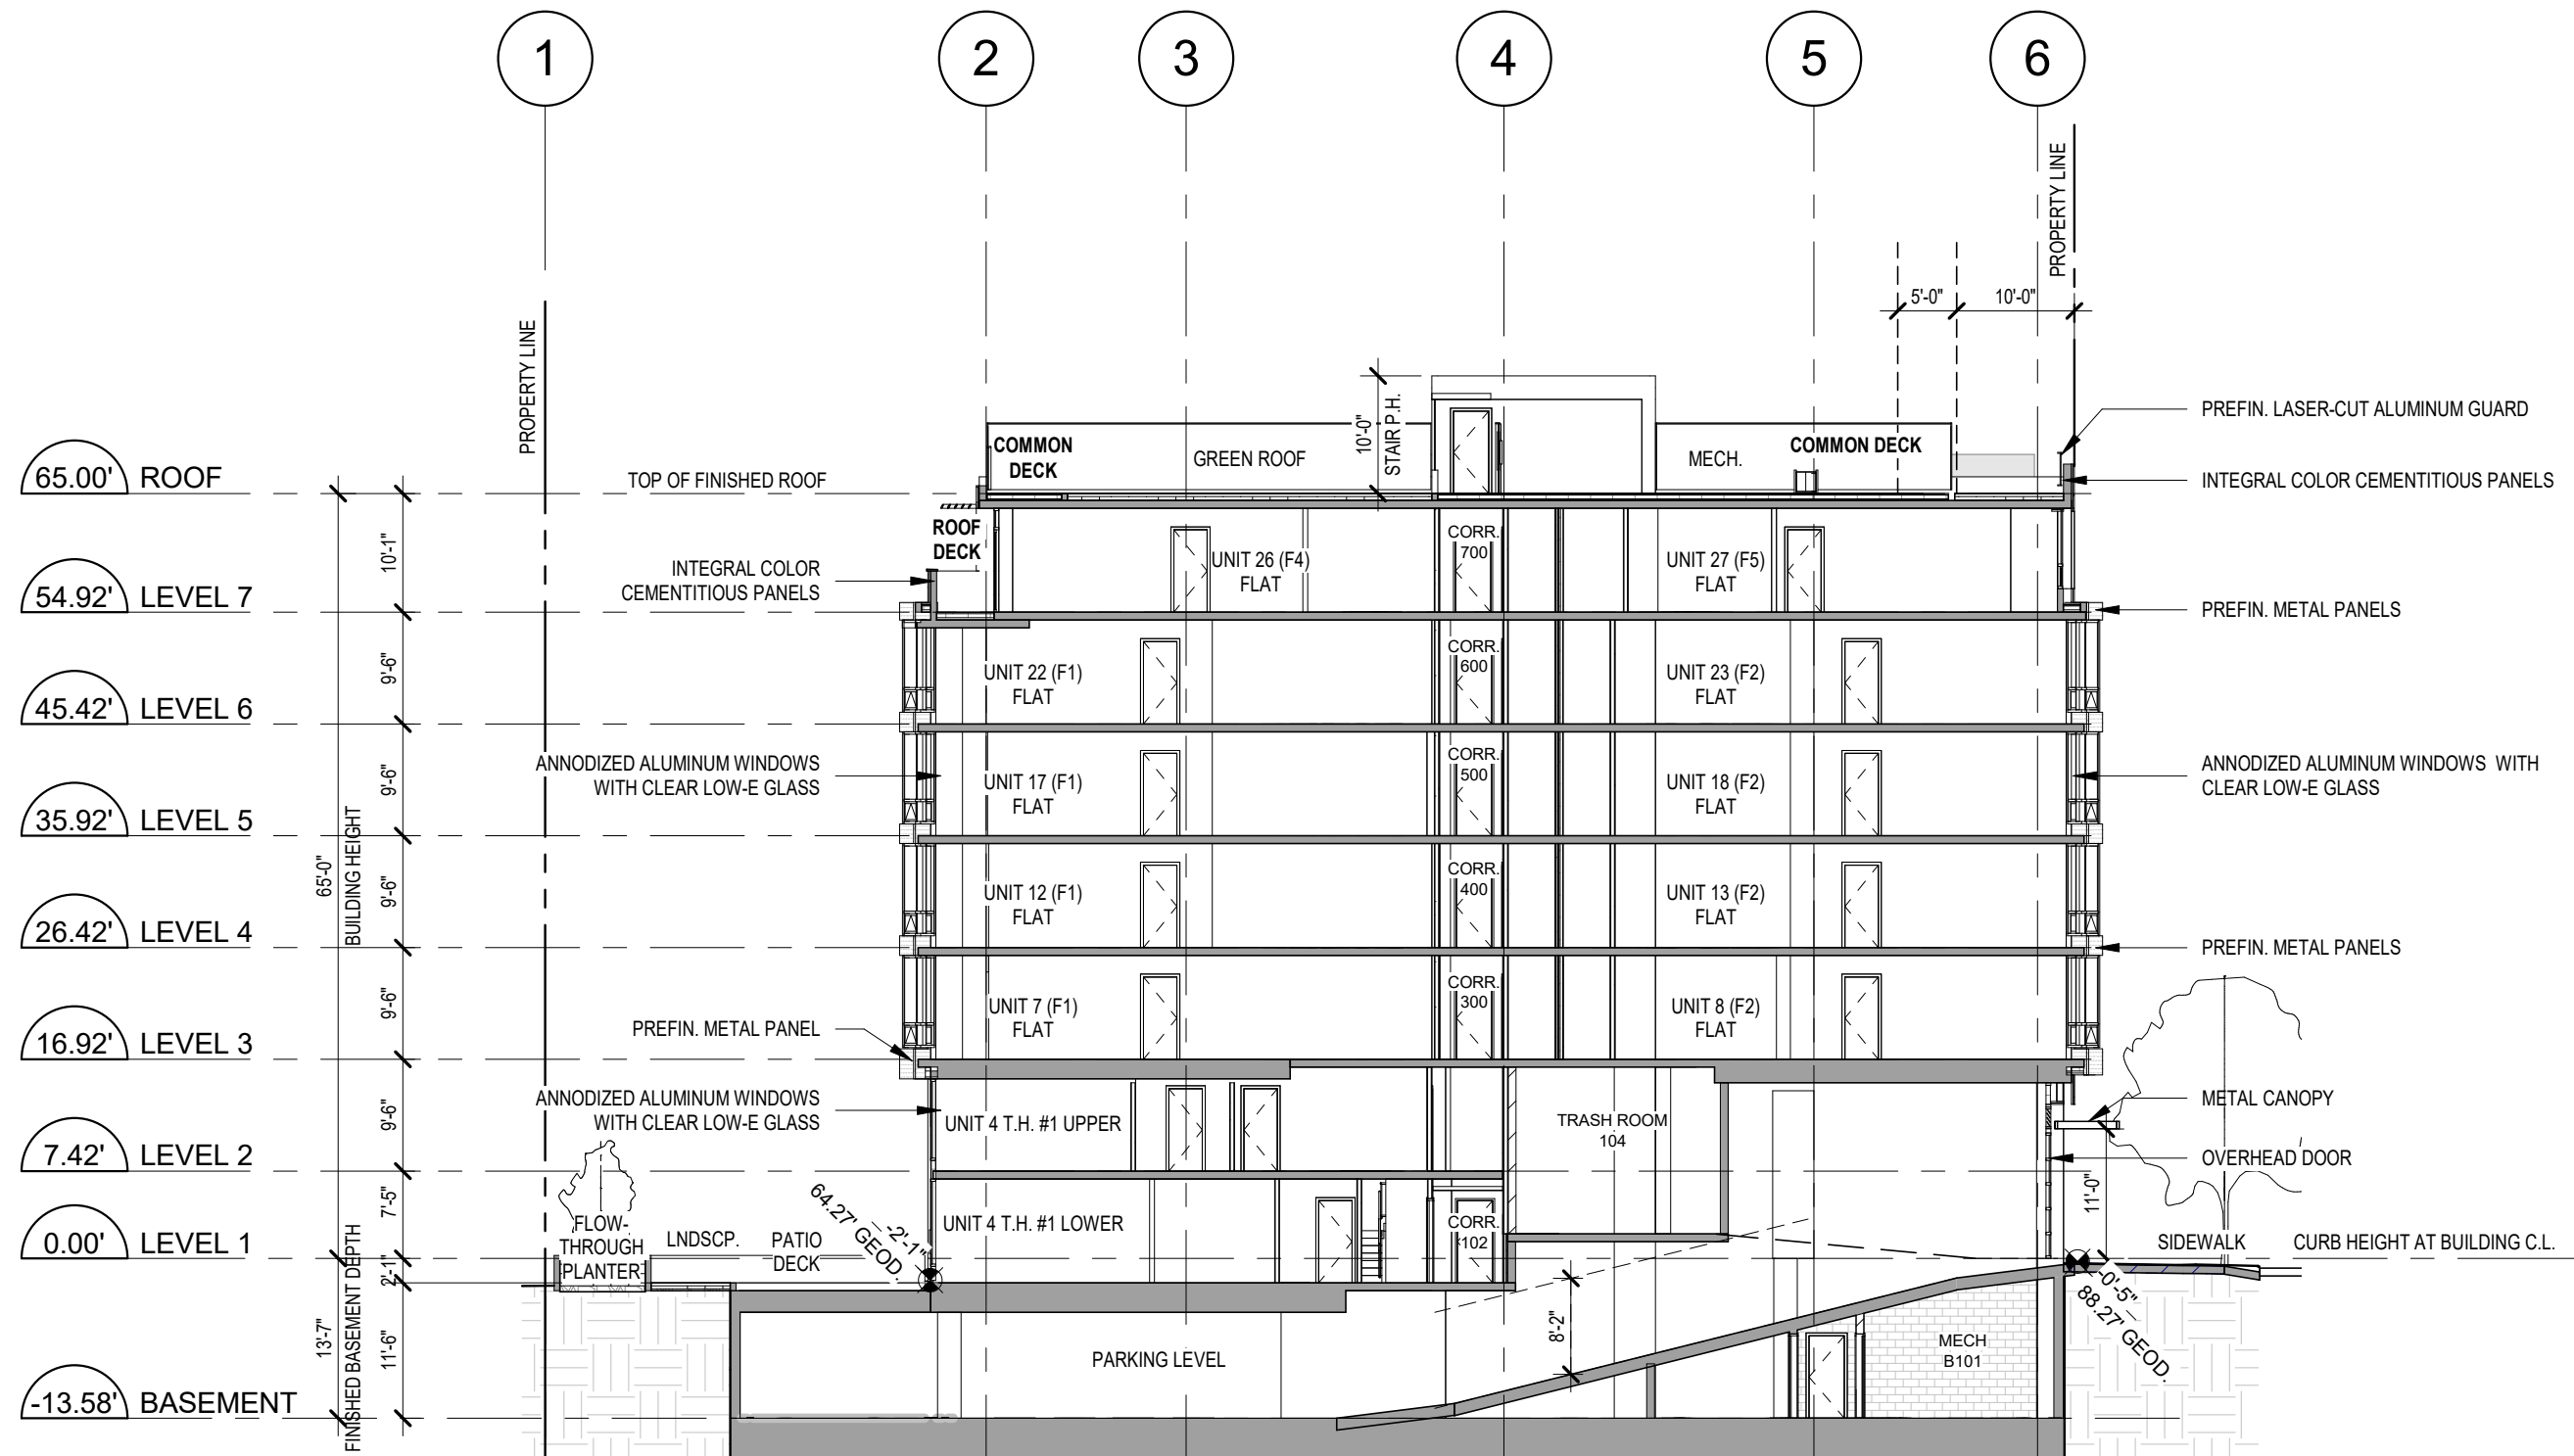 1
2
3
4
5
6
PROPERTY LINE
PROPERTY LINE
5'-0"
10'-0"
10'-0"
STAIR P.H.
PREFIN. LASER-CUT ALUMINUM GUARD
65.00' ROOF
TOP OF FINISHED ROOF
COMMON
DECK
GREEN ROOF
MECH.
COMMON DECK
INTEGRAL COLOR CEMENTITIOUS PANELS
10'-1"
ROOF
DECK
UNIT 26 (F4)
FLAT
CORR.
700
UNIT 27 (F5)
FLAT
INTEGRAL COLOR
CEMENTITIOUS PANELS
54.92' LEVEL 7
PREFIN. METAL PANELS
9'-6"
UNIT 22 (F1)
FLAT
CORR.
600
UNIT 23 (F2)
FLAT
45.42' LEVEL 6
ANNODIZED ALUMINUM WINDOWS
WITH CLEAR LOW-E GLASS
9'-6"
UNIT 17 (F1)
FLAT
CORR.
500
UNIT 18 (F2)
FLAT
ANNODIZED ALUMINUM WINDOWS WITH
CLEAR LOW-E GLASS
35.92' LEVEL 5
65'-0"
BUILDING HEIGHT
9'-6"
UNIT 12 (F1)
FLAT
CORR.
400
UNIT 13 (F2)
FLAT
26.42' LEVEL 4
PREFIN. METAL PANELS
9'-6"
UNIT 7 (F1)
FLAT
CORR.
300
UNIT 8 (F2)
FLAT
PREFIN. METAL PANEL
16.92' LEVEL 3
ANNODIZED ALUMINUM WINDOWS
WITH CLEAR LOW-E GLASS
9'-6"
UNIT 4 T.H. #1 UPPER
TRASH ROOM
104
METAL CANOPY
7.42' LEVEL 2
OVERHEAD DOOR
7'-5"
11'-0"
FLOW-
THROUGH
PLANTER
LNDSCP.
PATIO
DECK
-2'-1"
64.27' GEOD.
UNIT 4 T.H. #1 LOWER
CORR.
102
0.00' LEVEL 1
SIDEWALK
CURB HEIGHT AT BUILDING C.L.
2'-1"
-0'-5"
88.27' GEOD.
13'-7"
FINISHED BASEMENT DEPTH
11'-6"
8'-2"
PARKING LEVEL
MECH
B101
-13.58' BASEMENT